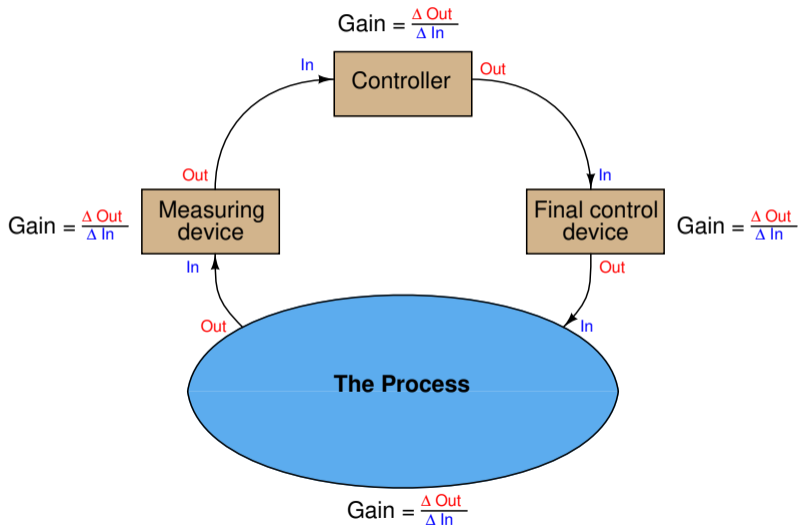 Gain = Δ Out / Δ In
In
Controller
Out
Out
In
Gain = Δ Out / Δ In
Measuring
device
Final control
device
Gain = Δ Out / Δ In
In
Out
Out
In
The Process
Gain = Δ Out / Δ In